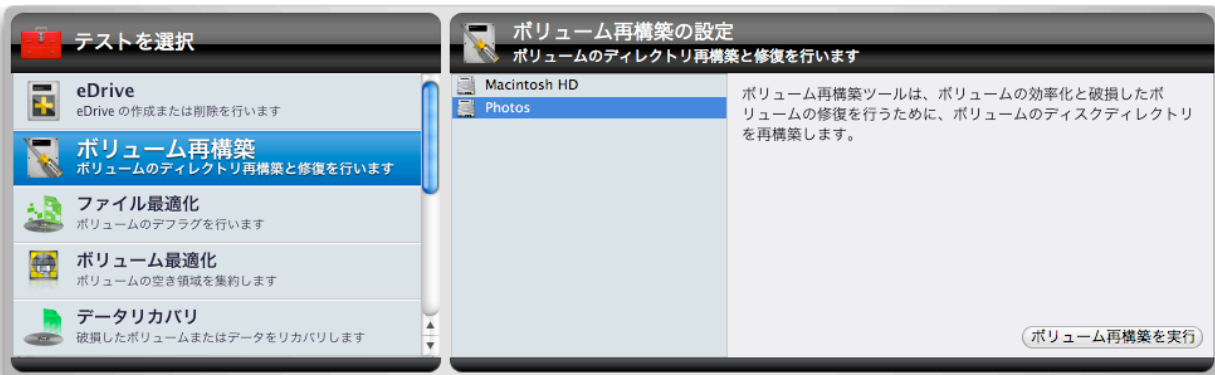 テストを選択
eDrive
eDrive の作成または削除を行います
ボリューム再構築
ボリュームのディレクトリ再構築と修復を行います
ファイル最適化
ボリュームのデフラグを行います
ボリューム最適化
ボリュームの空き領域を集約します
データリカバリ
破損したボリュームまたはデータをリカバリします
ボリューム再構築の設定
ボリュームのディレクトリ再構築と修復を行います
Macintosh HD
Photos
ボリューム再構築ツールは、ボリュームの効率化と破損したボ
リュームの修復を行うために、ボリュームのディスクディレクトリ
を再構築します。
ボリューム再構築を実行